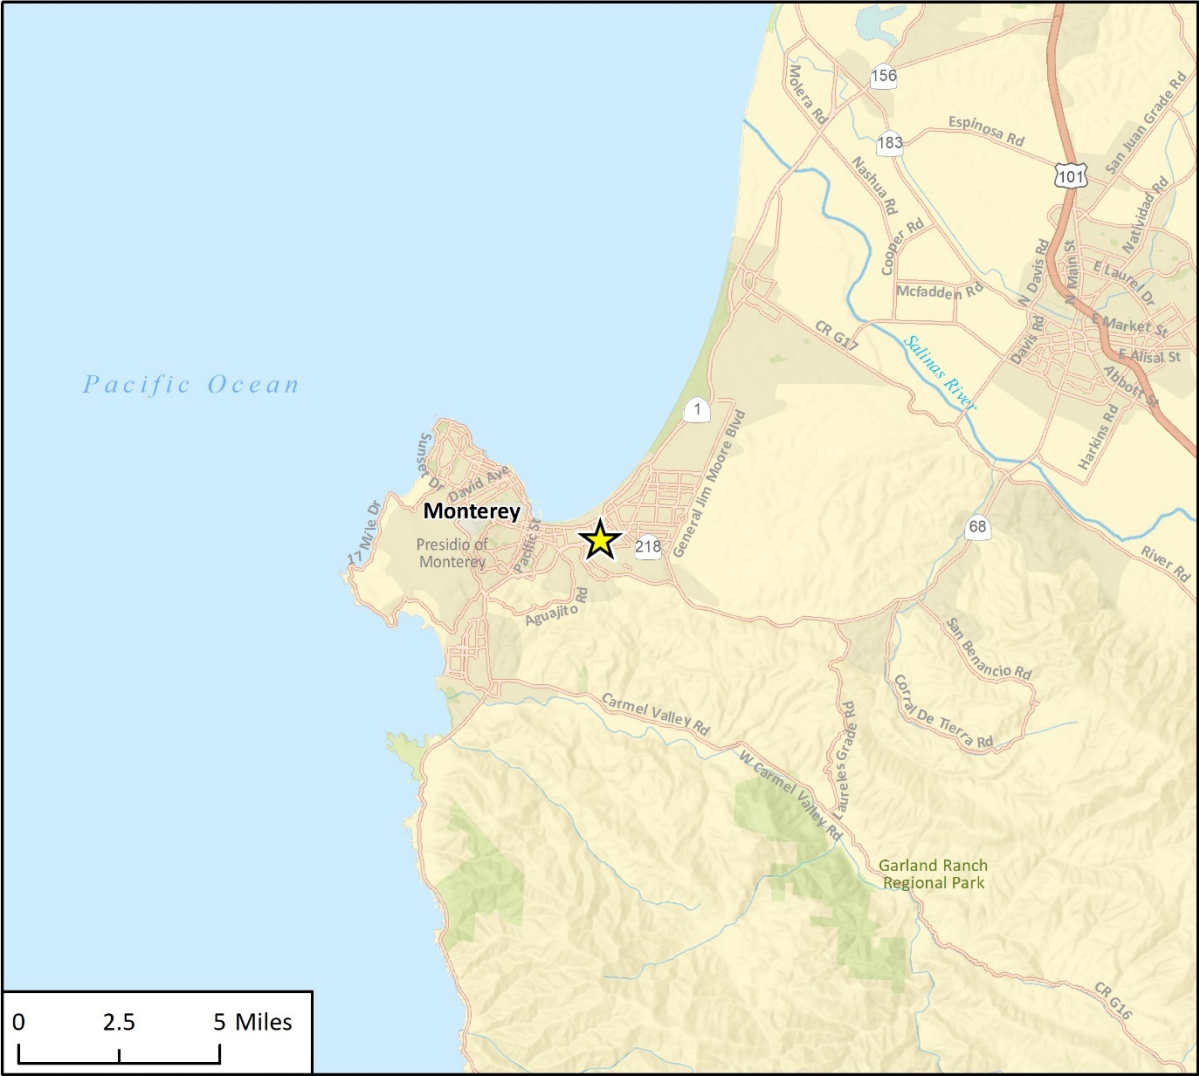 156
Molera Rd
183
Espinosa Rd
San Juan Grade Rd
101
Nashua Rd
Natividad Rd
Cooper Rd
N Davis Rd
N Main St
E Laurel Dr
Mcfadden Rd
CR G17
Davis Rd
E Market St
E Alisal St
Salinas River
Abbott St
Pacific Ocean
1
Harkins Rd
General Jim Moore Blvd
Sunset Dr
David Ave
Monterey
17 Mile Dr
Presidio of
Monterey
Pacific St
218
68
River Rd
Aguajito Rd
San Benancio Rd
Corral De Tierra Rd
Carmel Valley Rd
Laureles Grade Rd
W Carmel Valley Rd
Garland Ranch
Regional Park
CR G16
0 2.5 5 Miles